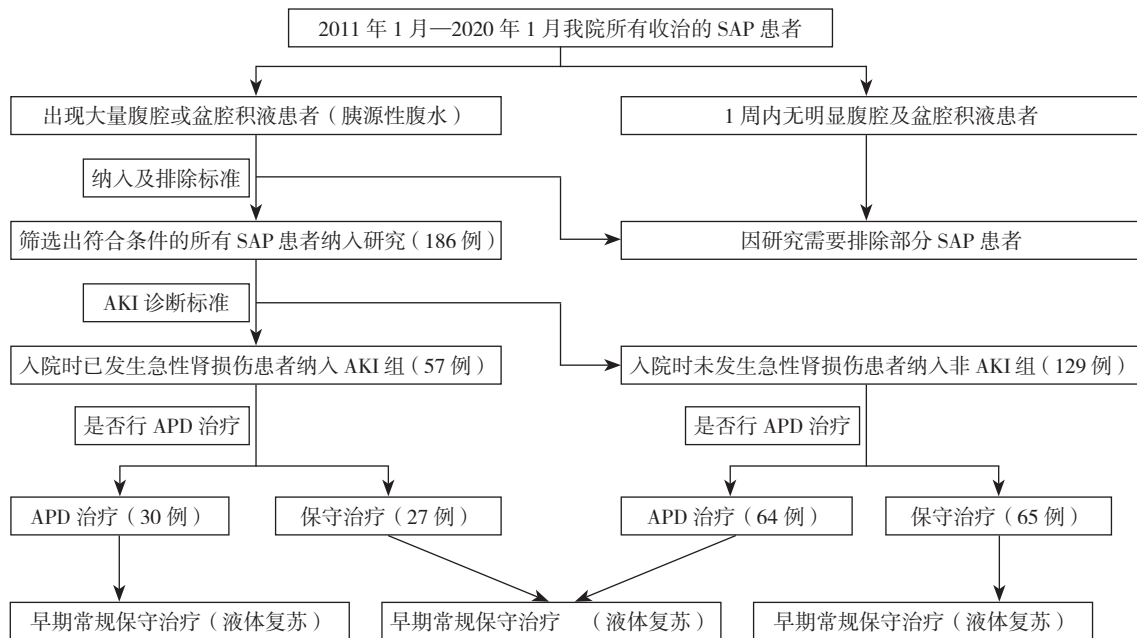 2011 年 1 月—2020 年 1 月我院所有收治的 SAP 患者
出现大量腹腔或盆腔积液患者（胰源性腹水）
1 周内无明显腹腔及盆腔积液患者
纳入及排除标准
筛选出符合条件的所有 SAP 患者纳入研究（186 例）
因研究需要排除部分 SAP 患者
AKI 诊断标准
入院时已发生急性肾损伤患者纳入 AKI 组（57 例）
入院时未发生急性肾损伤患者纳入非 AKI 组（129 例）
是否行 APD 治疗
是否行 APD 治疗
APD 治疗（30 例）
保守治疗（27 例）
APD 治疗（64 例）
保守治疗（65 例）
早期常规保守治疗（液体复苏）
早期常规保守治疗 （液体复苏）
早期常规保守治疗（液体复苏）